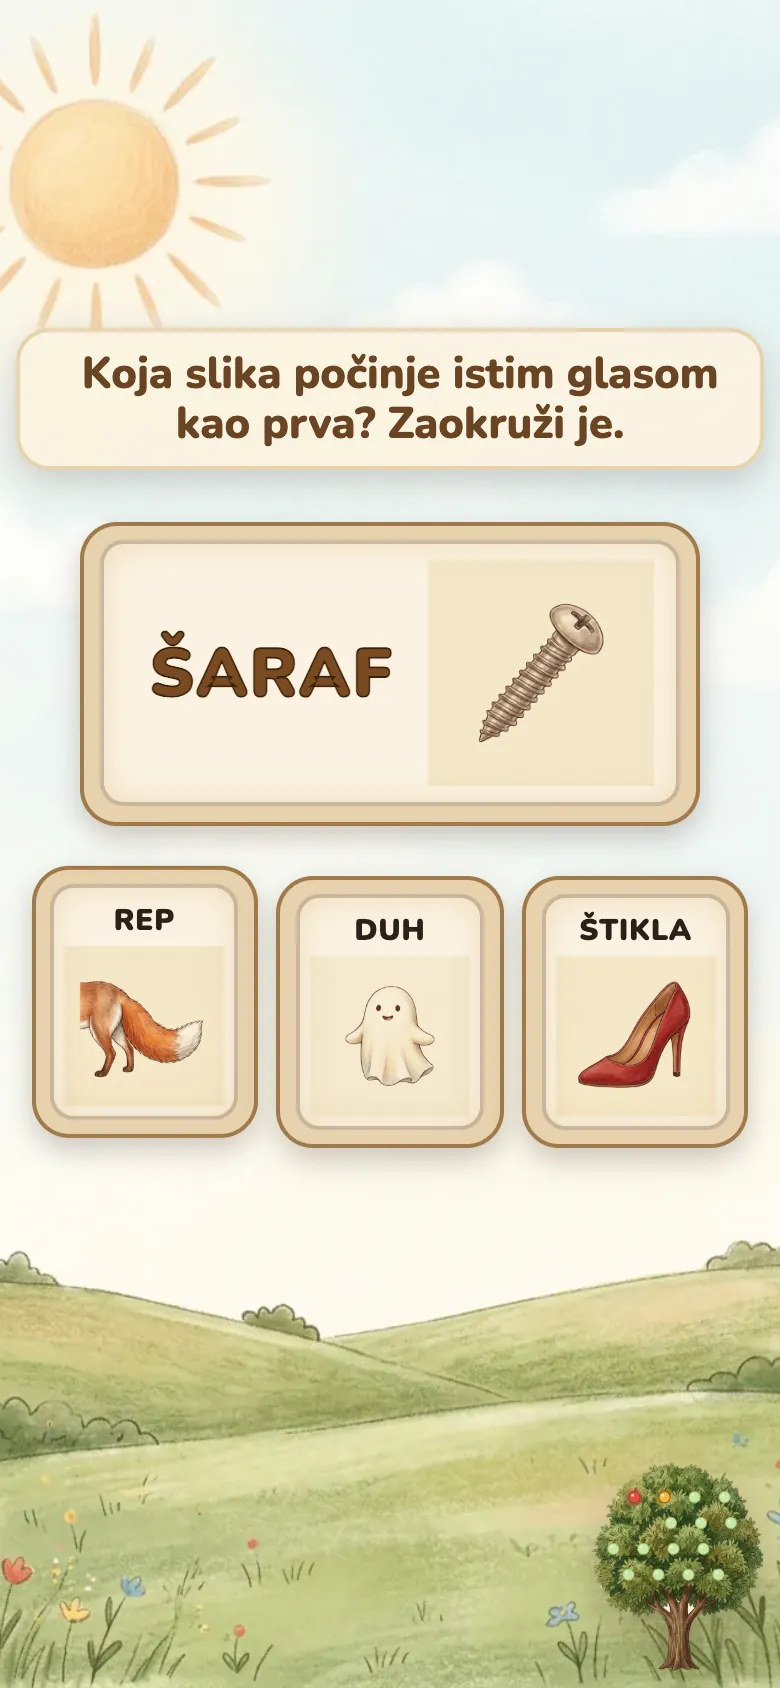 Koja slika počinje istim glasom
kao prva? Zaokruži je.
ŠARAF
REP
DUH
ŠTIKLA